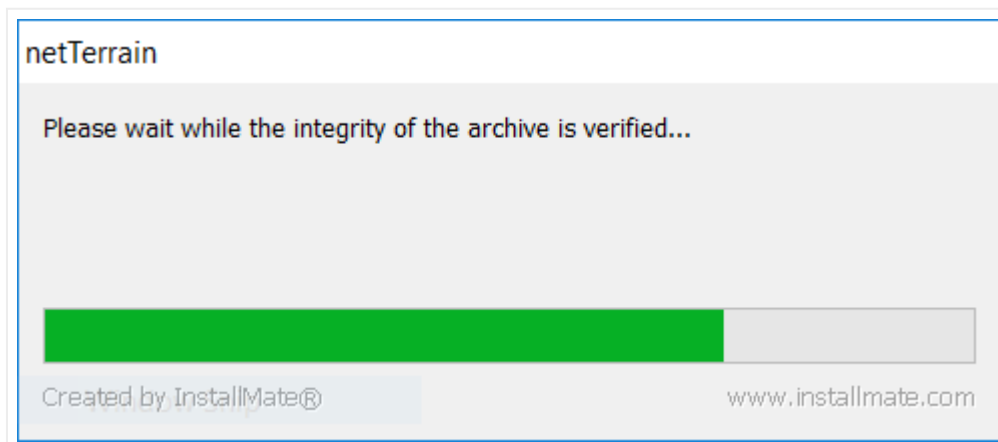 netTerrain
Please wait while the integrity of the archive is verified...
Created by InstallMate®
www.installmate.com